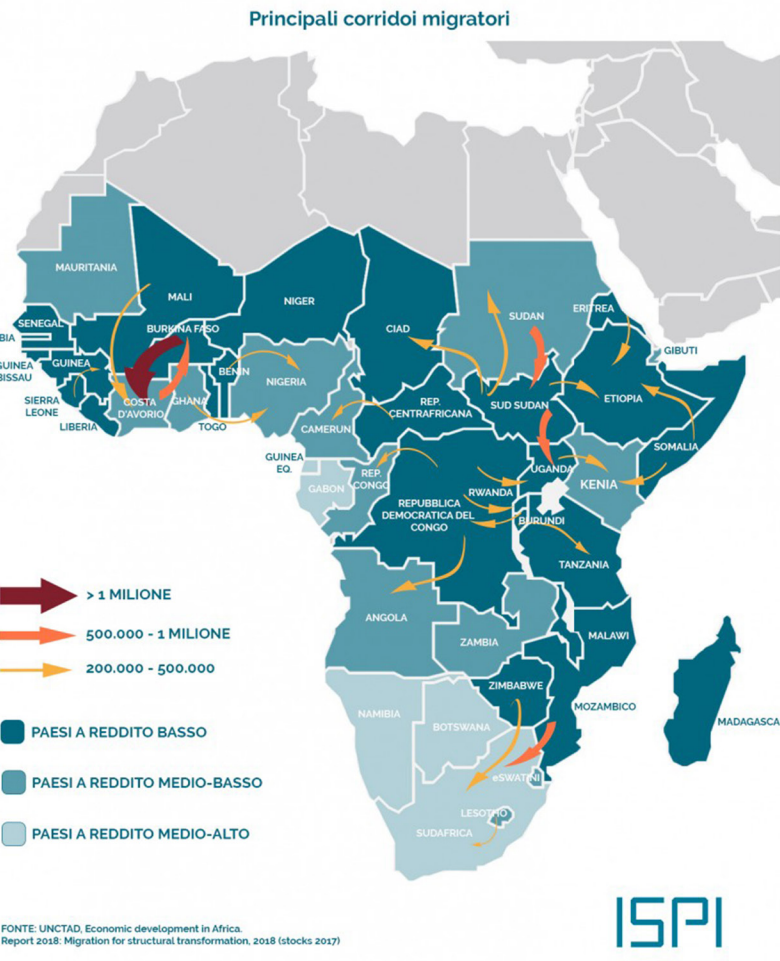 Principali corridoi migratori
MAURITANIA
MALI
NIGER
SUDAN
ERITREA
SENEGAL
BIA
BURKINA FASO
CIAD
GIBUTI
GUINEA
UINEA
BISSAU
BENIN
NIGERIA
ETIOPIA
SIERRA
LEONE
COSTA
D'AVORIO
GHANA
REP.
CENTRAFRICANA
SUD SUDAN
LIBERIA
TOGO
CAMERUN
SOMALIA
GUINEA
EQ.
GABON
REP.
CONGO
UGANDA
KENIA
RWANDA
REPUBBLICA
DEMOCRATICA DEL
CONGO
BURUNDI
TANZANIA
> 1 MILIONE
500.000 - 1 MILIONE
200.000 - 500.000
ANGOLA
ZAMBIA
MALAWI
ZIMBABWE
MOZAMBICO
NAMIBIA
BOTSWANA
MADAGASCA
PAESI A REDDITO BASSO
PAESI A REDDITO MEDIO-BASSO
PAESI A REDDITO MEDIO-ALTO
eSWATINI
LESOTHO
SUDAFRICA
FONTE: UNCTAD, Economic development in Africa.
Report 2018: Migration for structural transformation, 2018 (stocks 2017)
ISPI